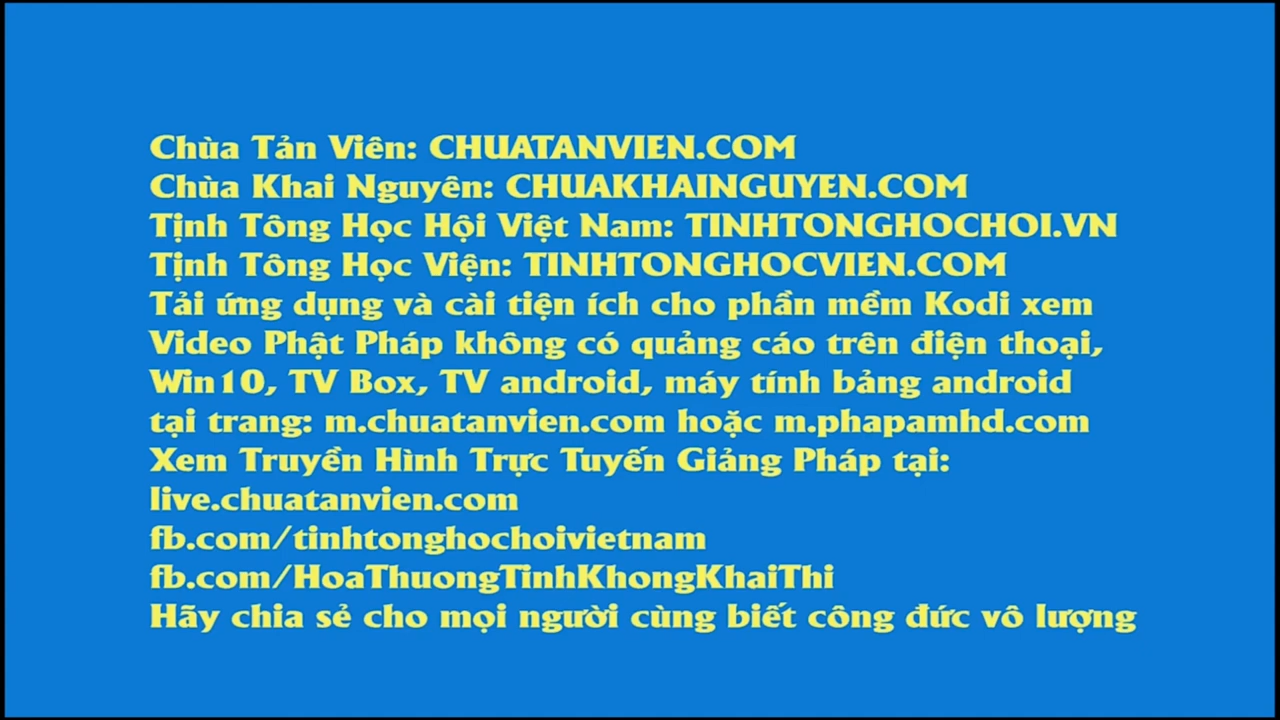 Chùa Tản Viên: CHUATANVIEN.COM
Chùa Khai Nguyên: CHUAKHAINGUYEN.COM
Tịnh Tông Học Hội Việt Nam: TINHTONGHOCHOI.VN
Tịnh Tông Học Viện: TINHTONGHOCVIEN.COM
Tải ứng dụng và cài tiện ích cho phần mềm Kodi xem
Video Phật Pháp không có quảng cáo trên điện thoại,
Win10, TV Box, TV android, máy tính bảng android
tại trang: m.chuatanvien.com hoặc m.phapamhd.com
Xem Truyền Hình Trực Tuyến Giảng Pháp tại:
live.chuatanvien.com
fb.com/tinhtonghochoivietnam
fb.com/HoaThuongTinhKhongKhaiThi
Hãy chia sẻ cho mọi người cùng biết công đức vô lượng